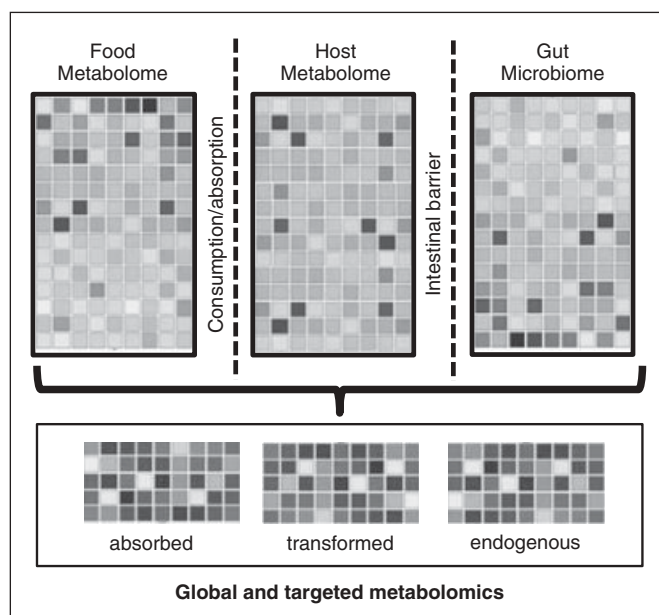 Food
Metabolome
Host
Metabolome
Gut
Microbiome
Consumption/absorption
Intestinal barrier
absorbed
transformed
endogenous
Global and targeted metabolomics